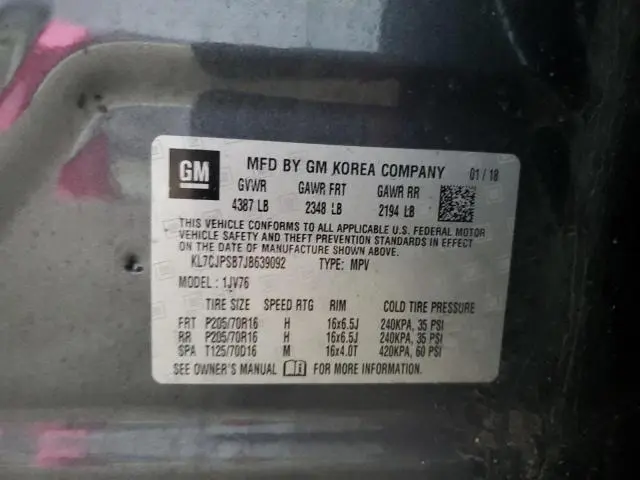 GM MFD BY GM KOREA COMPANY 01/18
GVWR GAWR FRT GAWR RR
4387 LB 2348 LB 2194 LB
THIS VEHICLE CONFORMS TO ALL APPLICABLE U.S. FEDERAL MOTOR
VEHICLE SAFETY AND THEFT PREVENTION STANDARDS IN EFFECT
ON THE DATE OF MANUFACTURE SHOWN ABOVE.
KL7CJPSB7JB639092 TYPE: MPV
MODEL: 1JV76
TIRE SIZE SPEED RTG RIM COLD TIRE PRESSURE
FRT P205/70R16 H 16x6.5J 240KPA, 35 PSI
RR P205/70R16 H 16x6.5J 240KPA, 35 PSI
SPA T125/70D16 M 16x4.0T 420KPA, 60 PSI
SEE OWNER'S MANUAL FOR MORE INFORMATION.